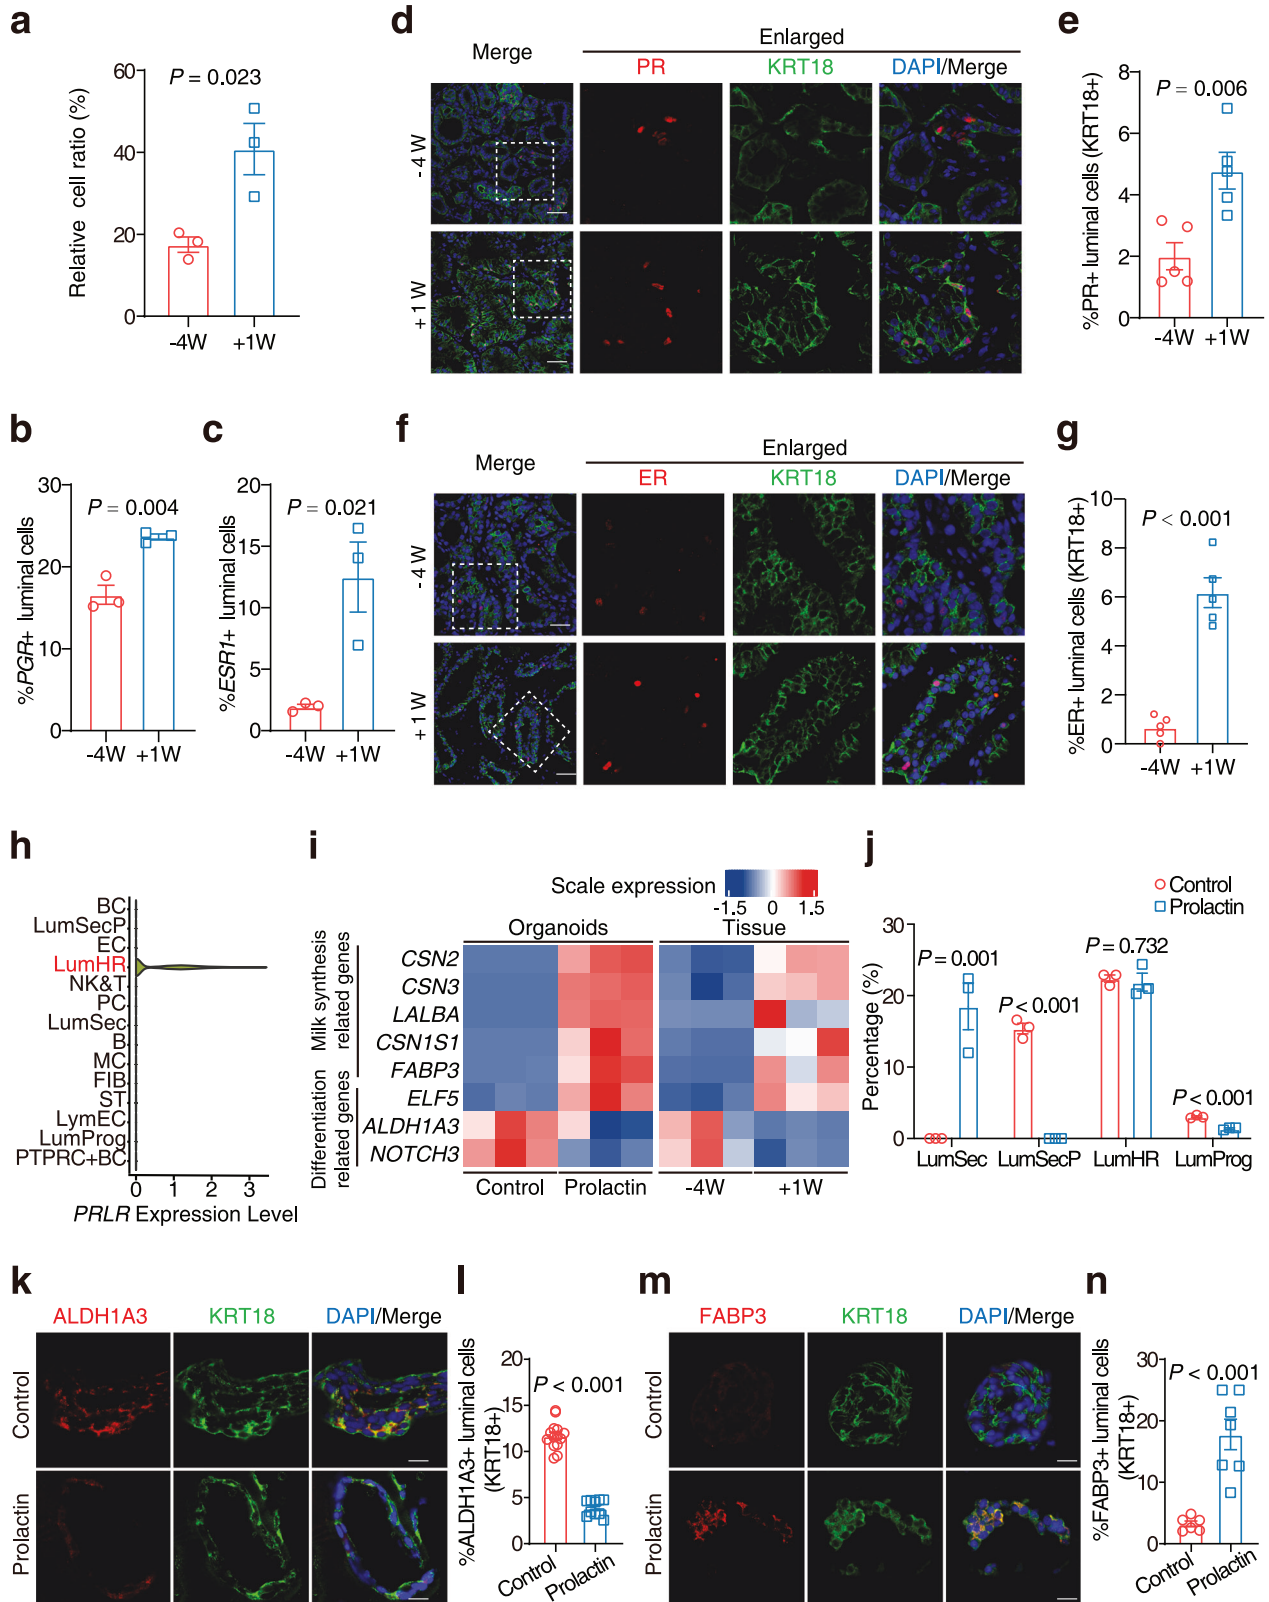 a
Relative cell ratio (%)
60
40
20
0
P = 0.023
-4W +1W
d
Merge
Enlarged
PR KRT18 DAPI/Merge
-4 W
+1 W
e
%PR+ luminal cells (KRT18+)
8
6
4
2
0
P = 0.006
-4W +1W
b
%PGR+ luminal cells
30
20
10
0
P = 0.004
-4W +1W
c
%ESR1+ luminal cells
20
15
10
5
0
P = 0.021
-4W +1W
f
Merge
Enlarged
ER KRT18 DAPI/Merge
-4 W
+1 W
g
%ER+ luminal cells (KRT18+)
10
8
6
4
2
0
P < 0.001
-4W +1W
h
BC
LumSecP
EC
LumHR
NK&T
PC
LumSec
B
MC
FIB
ST
LymEC
LumProg
PTPRC+BC
0 1 2 3
PRLR Expression Level
i
Scale expression
-1.5 0 1.5
Organoids Tissue
Milk synthesis
related genes
Differentiation
related genes
CSN2
CSN3
LALBA
CSN1S1
FABP3
ELF5
ALDH1A3
NOTCH3
Control Prolactin -4W +1W
j
Control
Prolactin
Percentage (%)
30
20
10
0
P = 0.001
P < 0.001
P = 0.732
P < 0.001
LumSec LumSecP LumHR LumProg
k
ALDH1A3 KRT18 DAPI/Merge
Control
Prolactin
l
%ALDH1A3+ luminal cells
(KRT18+)
20
15
10
5
0
P < 0.001
Control Prolactin
m
FABP3 KRT18 DAPI/Merge
Control
Prolactin
n
%FABP3+ luminal cells
(KRT18+)
30
20
10
0
P < 0.001
Control Prolactin